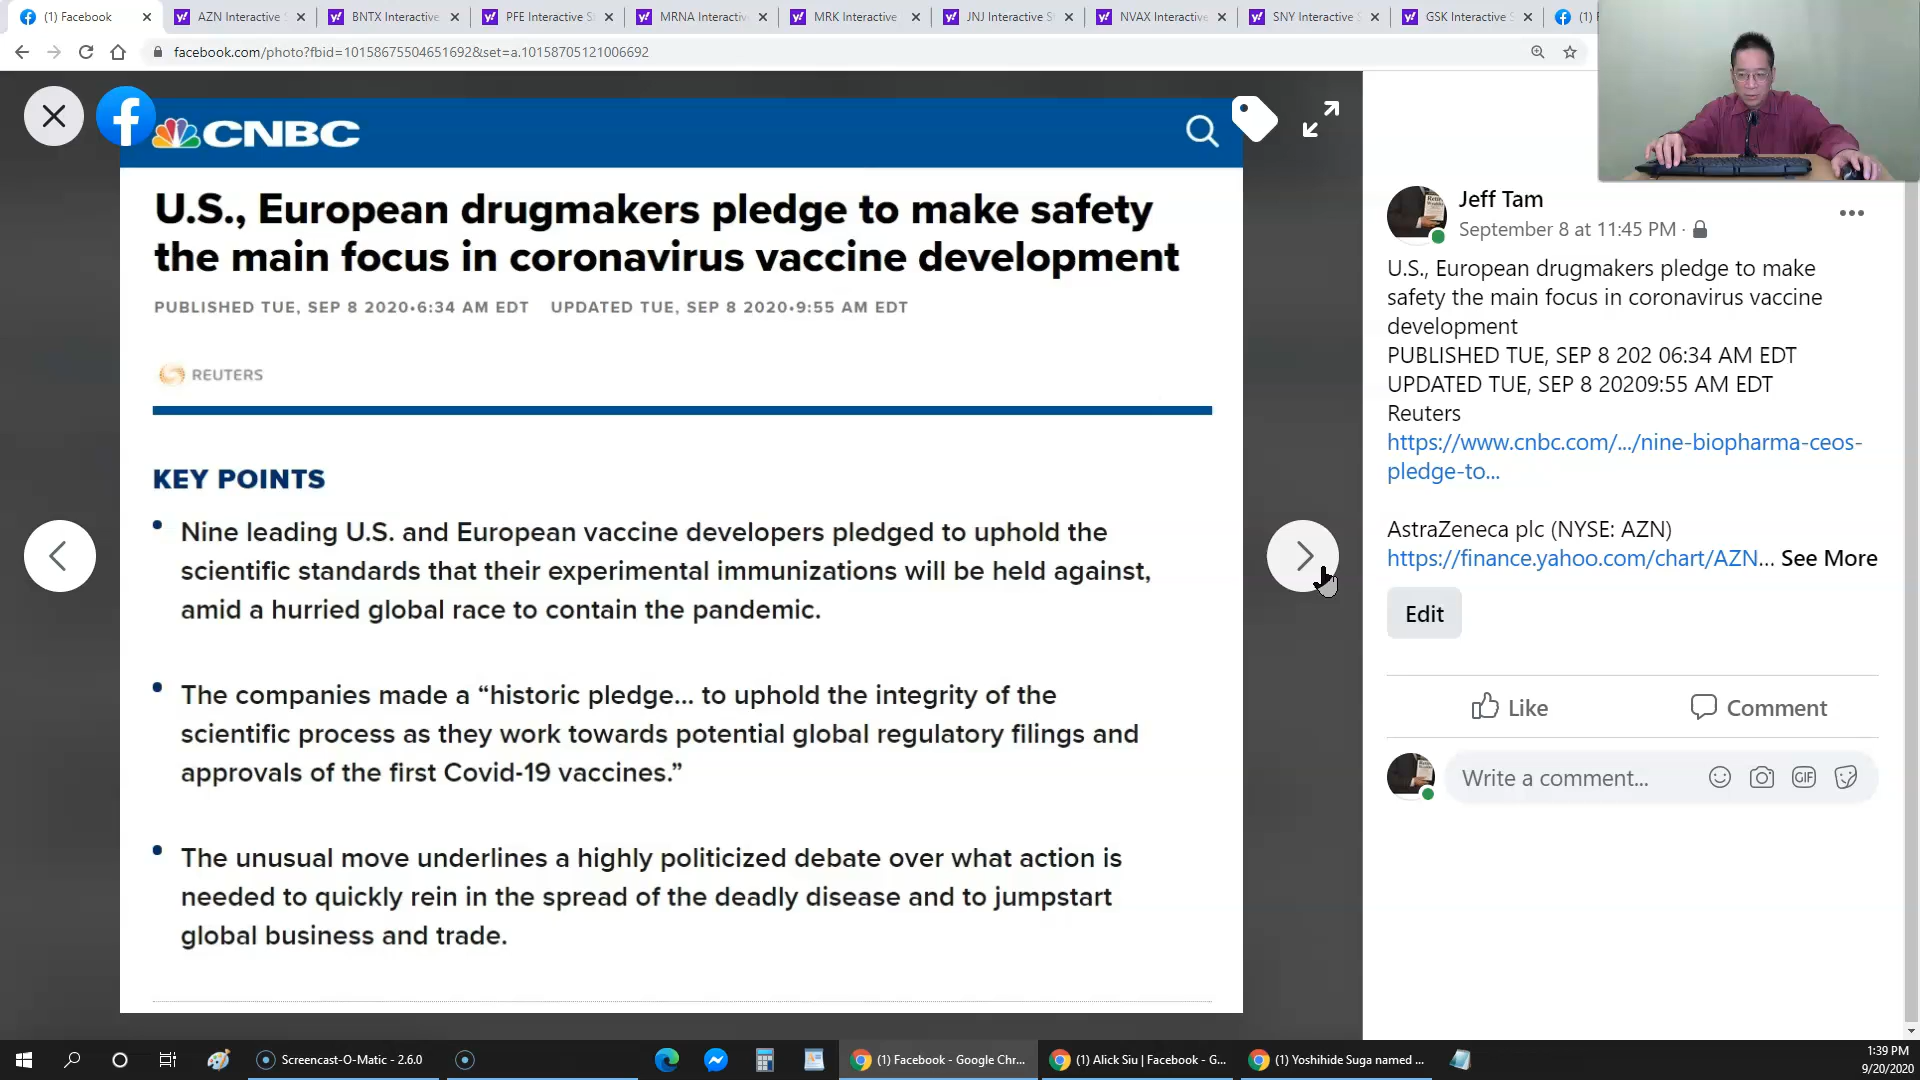 (1) Facebook
AZN Interactive
BNTX Interactive
PFE Interactive S
MRNA Interactiv
MRK Interactive
JNJ Interactive S
NVAX Interactive
SNY Interactive S
GSK Interactive S
(1)
facebook.com/photo?fbid=10158675504651692&set=a.10158705121006692
CNBC
U.S., European drugmakers pledge to make safety
the main focus in coronavirus vaccine development
PUBLISHED TUE, SEP 8 2020•6:34 AM EDT UPDATED TUE, SEP 8 2020•9:55 AM EDT
REUTERS
KEY POINTS
• Nine leading U.S. and European vaccine developers pledged to uphold the
scientific standards that their experimental immunizations will be held against,
amid a hurried global race to contain the pandemic.
• The companies made a “historic pledge... to uphold the integrity of the
scientific process as they work towards potential global regulatory filings and
approvals of the first Covid-19 vaccines.”
• The unusual move underlines a highly politicized debate over what action is
needed to quickly rein in the spread of the deadly disease and to jumpstart
global business and trade.
Jeff Tam
September 8 at 11:45 PM ·
U.S., European drugmakers pledge to make
safety the main focus in coronavirus vaccine
development
PUBLISHED TUE, SEP 8 202 06:34 AM EDT
UPDATED TUE, SEP 8 20209:55 AM EDT
Reuters
https://www.cnbc.com/.../nine-biopharma-ceos-
pledge-to...
AstraZeneca plc (NYSE: AZN)
https://finance.yahoo.com/chart/AZN... See More
Edit
Like
Comment
Write a comment...
GIF
Screencast-O-Matic - 2.6.0
(1) Facebook - Google Chr...
(1) Alick Siu | Facebook - G...
(1) Yoshihide Suga named ...
1:39 PM
9/20/2020